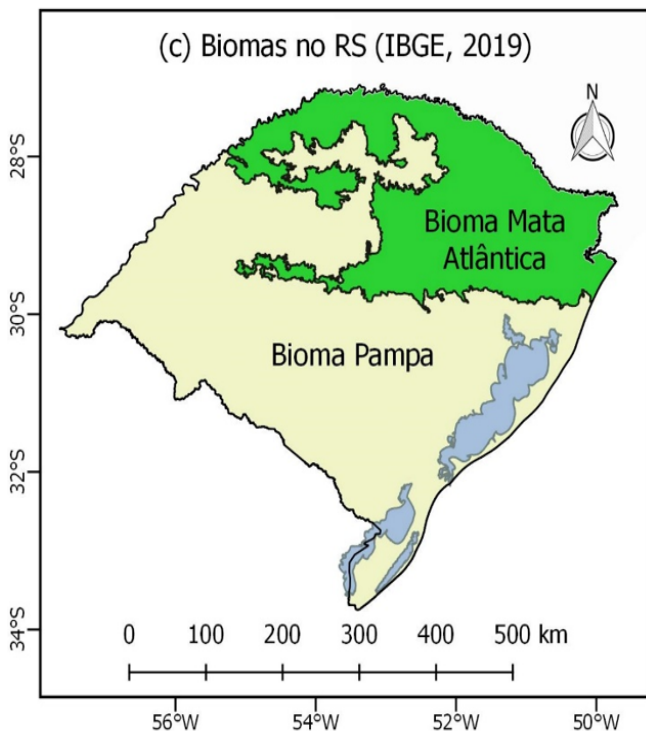 (c) Biomas no RS (IBGE, 2019)
N
28°S
Bioma Mata
Atlântica
30°S
Bioma Pampa
32°S
34°S
0 100 200 300 400 500 km
56°W 54°W 52°W 50°W